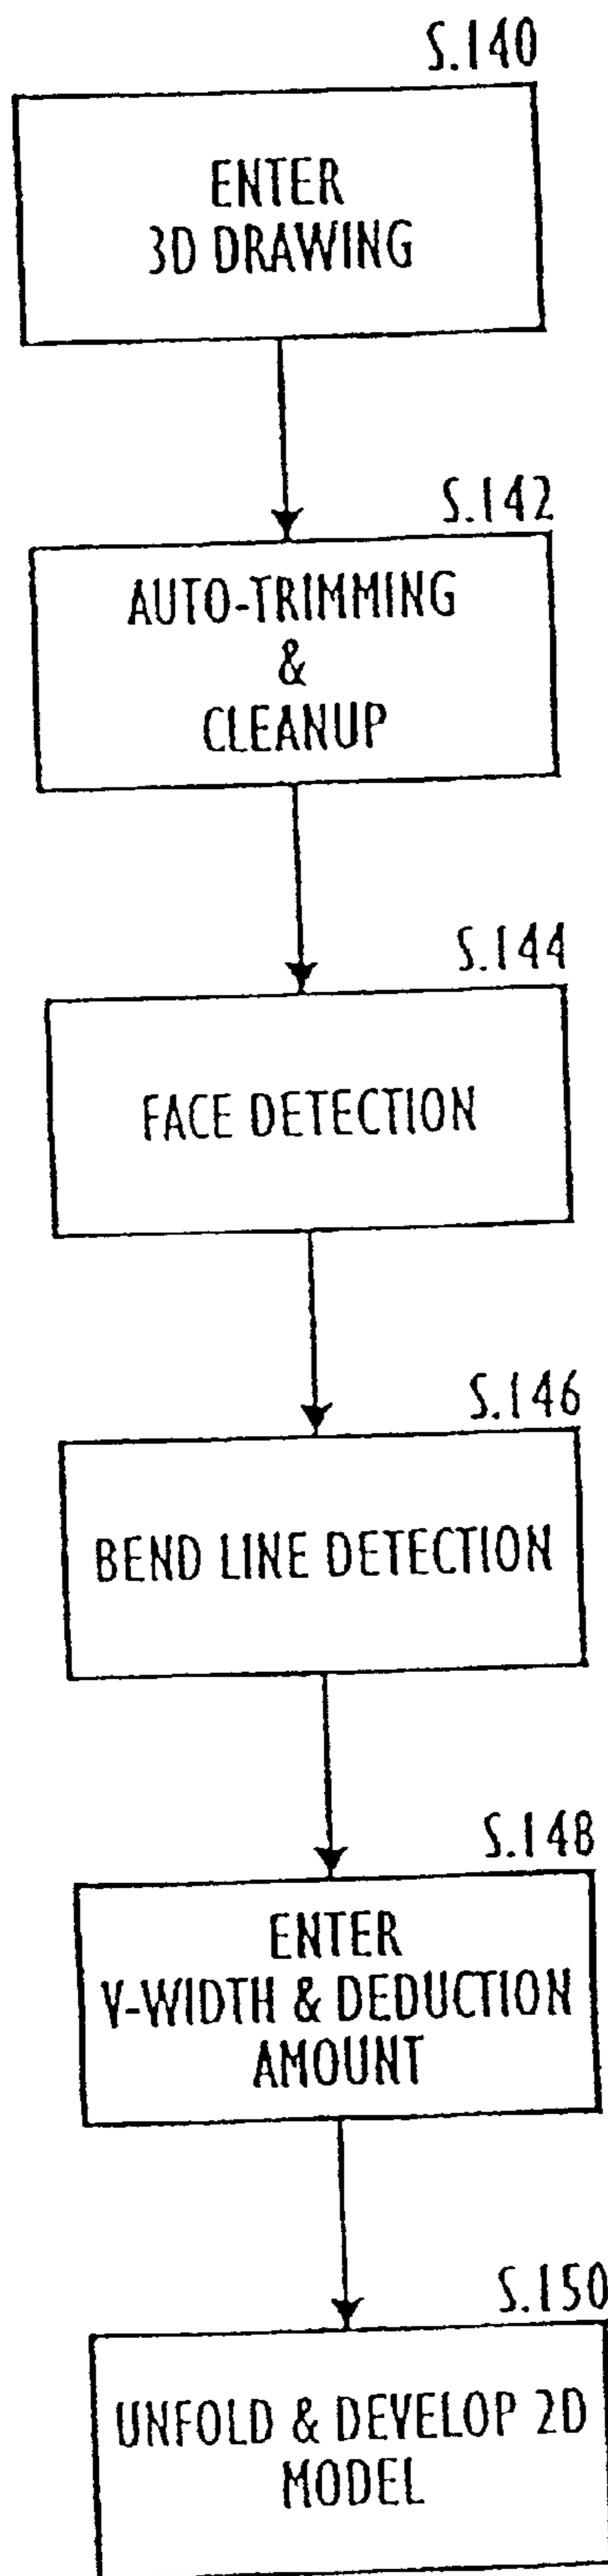 S.140
ENTER
3D DRAWING
S.142
AUTO-TRIMMING
&
CLEANUP
S.144
FACE DETECTION
S.146
BEND LINE DETECTION
S.148
ENTER
V-WIDTH & DEDUCTION
AMOUNT
S.150
UNFOLD & DEVELOP 2D
MODEL